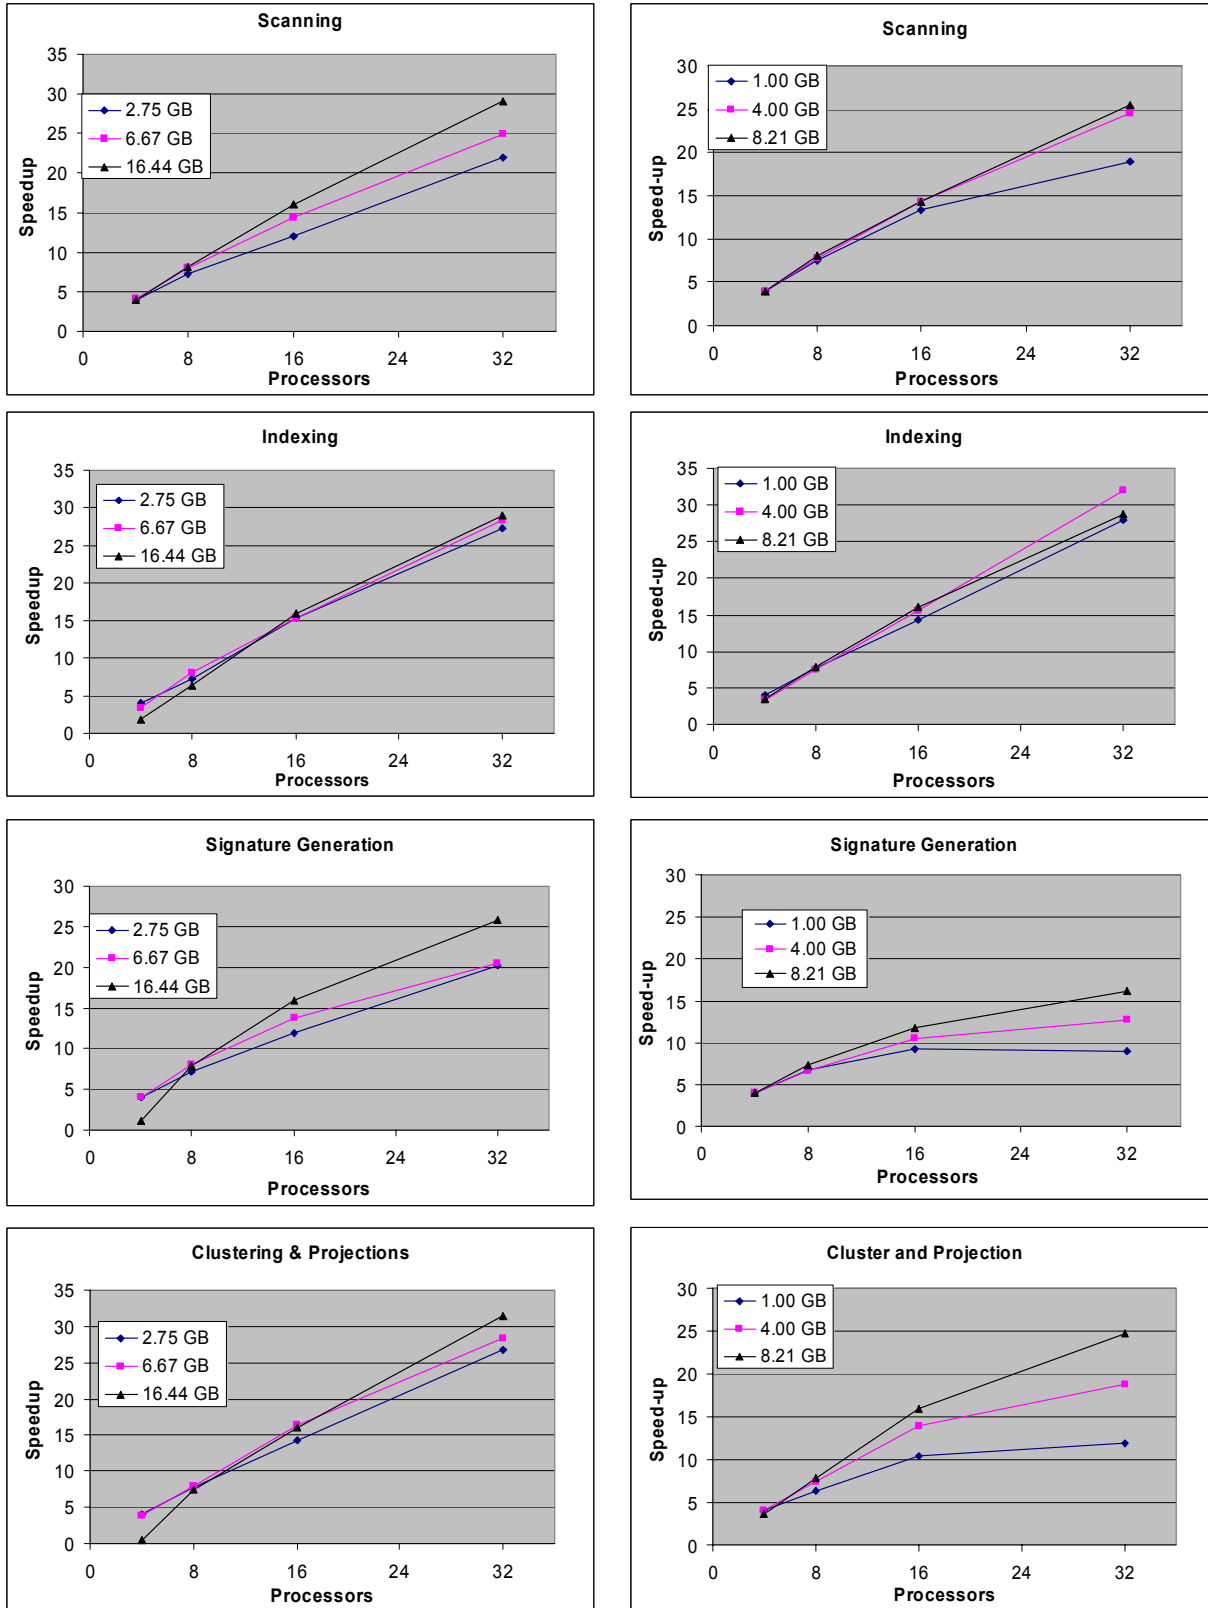 Scanning
35
30
25
20
15
10
5
0
Speedup
2.75 GB
6.67 GB
16.44 GB
0 8 16 24 32
Processors
Scanning
30
25
20
15
10
5
0
Speed-up
1.00 GB
4.00 GB
8.21 GB
0 8 16 24 32
Processors
Indexing
35
30
25
20
15
10
5
0
Speedup
2.75 GB
6.67 GB
16.44 GB
0 8 16 24 32
Processors
Indexing
35
30
25
20
15
10
5
0
Speed-up
1.00 GB
4.00 GB
8.21 GB
0 8 16 24 32
Processors
Signature Generation
30
25
20
15
10
5
0
Speedup
2.75 GB
6.67 GB
16.44 GB
0 8 16 24 32
Processors
Signature Generation
30
25
20
15
10
5
0
Speed-up
1.00 GB
4.00 GB
8.21 GB
0 8 16 24 32
Processors
Clustering & Projections
35
30
25
20
15
10
5
0
Speedup
2.75 GB
6.67 GB
16.44 GB
0 8 16 24 32
Processors
Cluster and Projection
30
25
20
15
10
5
0
Speed-up
1.00 GB
4.00 GB
8.21 GB
0 8 16 24 32
Processors